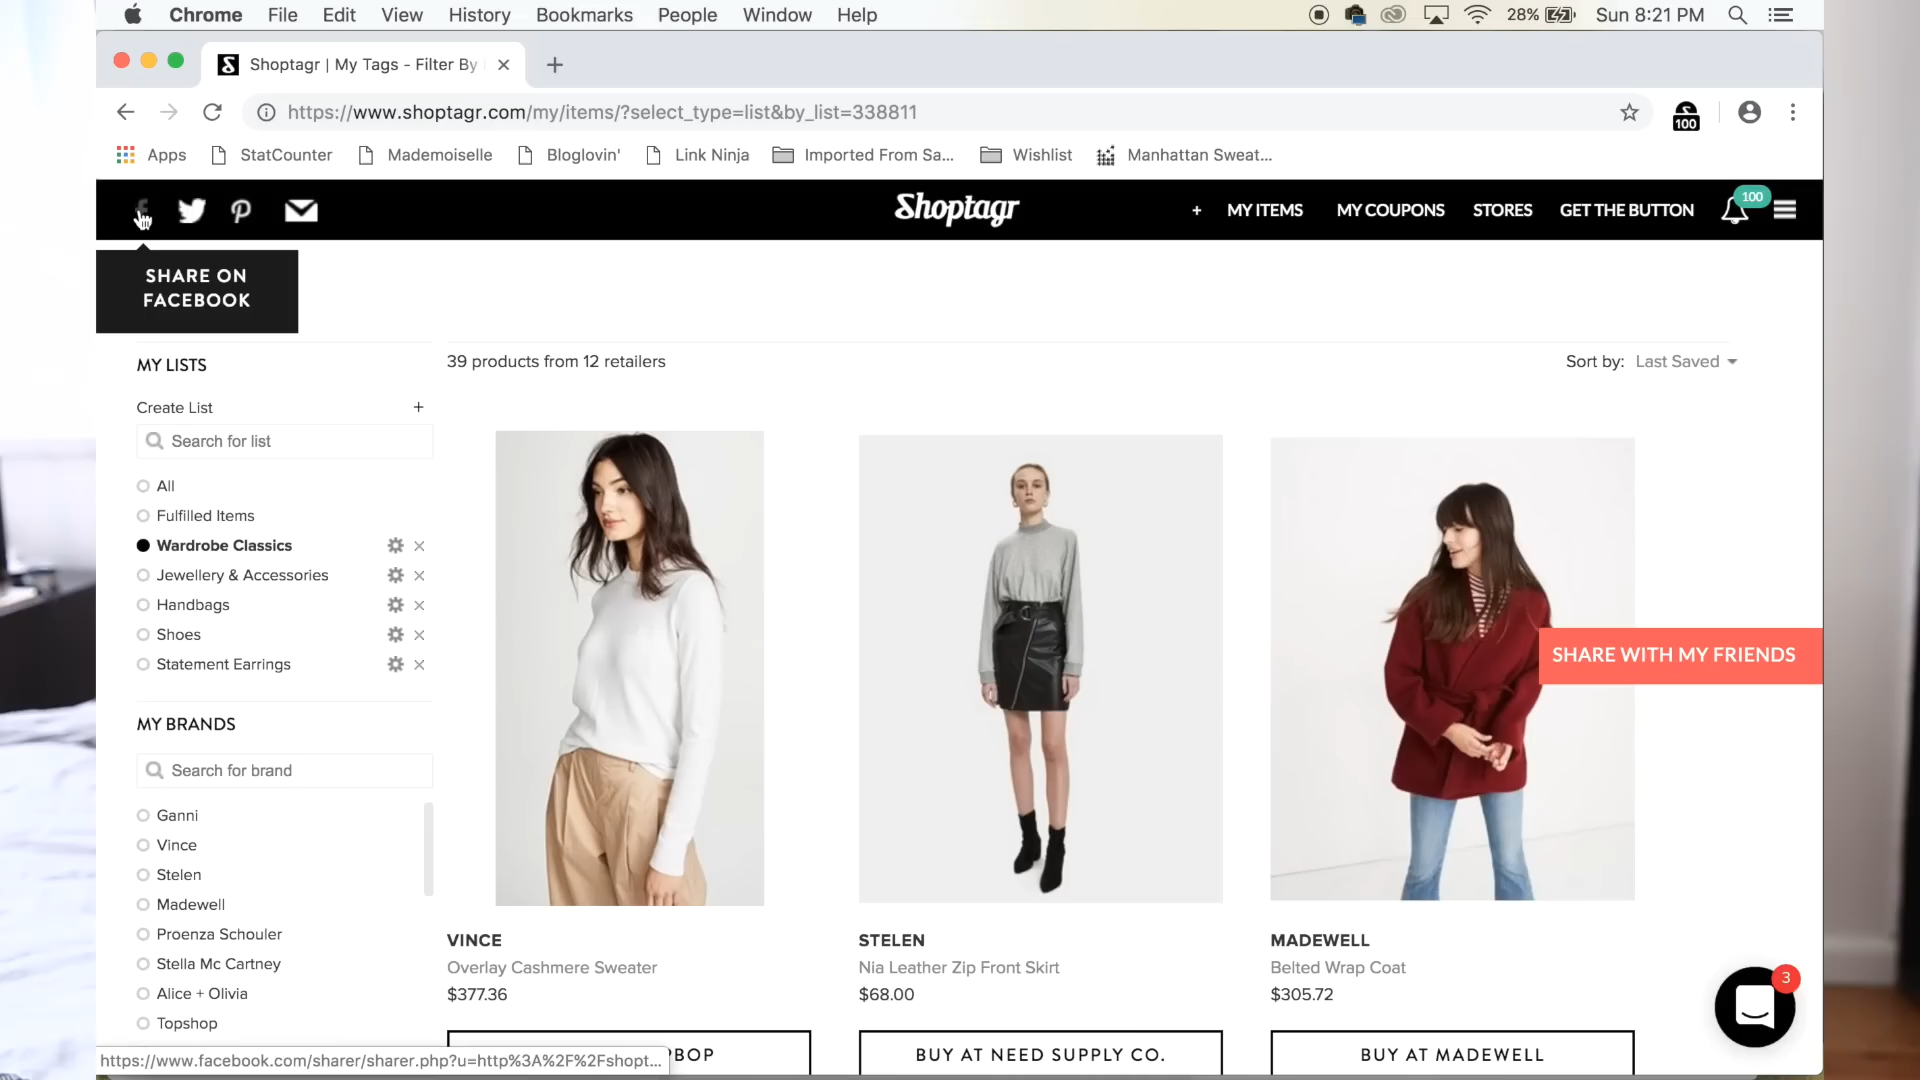 Chrome File Edit View History Bookmarks People Window Help 28% Sun 8:21 PM
Shoptagr | My Tags - Filter By
https://www.shoptagr.com/my/items/?select_type=list&by_list=338811
100
Apps StatCounter Mademoiselle Bloglovin' Link Ninja Imported From Sa... Wishlist Manhattan Sweat...
Shoptagr + MY ITEMS MY COUPONS STORES GET THE BUTTON 100
SHARE ON
FACEBOOK
MY LISTS
39 products from 12 retailers
Sort by: Last Saved
Create List +
Search for list
All
Fulfilled Items
Wardrobe Classics
Jewellery & Accessories
Handbags
Shoes
Statement Earrings
SHARE WITH MY FRIENDS
MY BRANDS
Search for brand
Ganni
Vince
Stelen
Madewell
Proenza Schouler
Stella Mc Cartney
Alice + Olivia
Topshop
VINCE
Overlay Cashmere Sweater
$377.36
STELEN
Nia Leather Zip Front Skirt
$68.00
BUY AT NEED SUPPLY CO.
MADEWELL
Belted Wrap Coat
$305.72
BUY AT MADEWELL
3
https://www.facebook.com/sharer/sharer.php?u=http%3A%2F%2Fshopt...